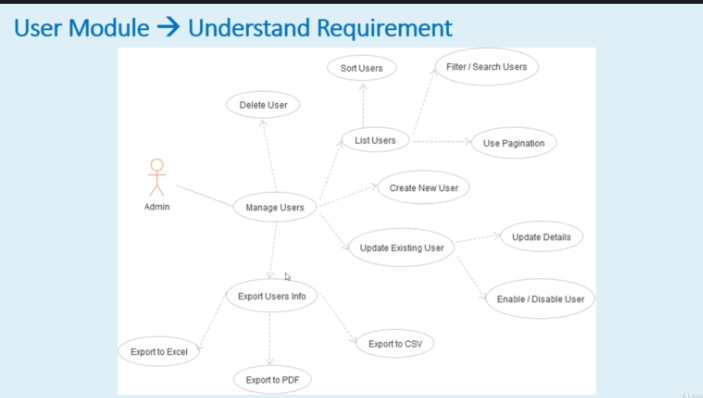 User Module → Understand Requirement
Sort Users
Filter / Search Users
Delete User
List Users
Use Pagination
Admin
Manage Users
Create New User
Update Existing User
Update Details
Export Users Info
Enable / Disable User
Export to Excel
Export to CSV
Export to PDF